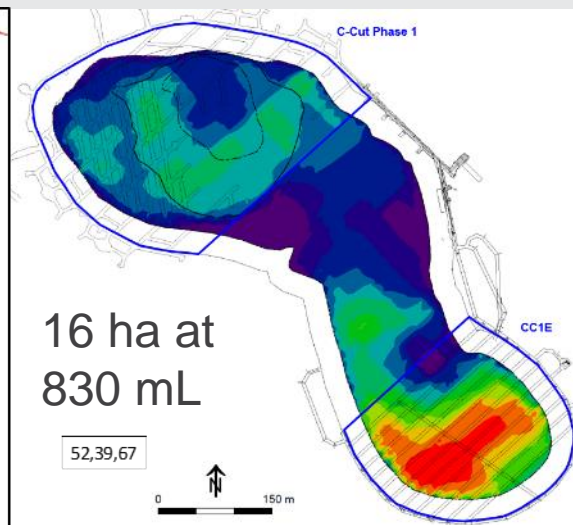 C-Cut Phase 1
CC1E
16 ha at
830 mL
52,39,67
N
0 150 m